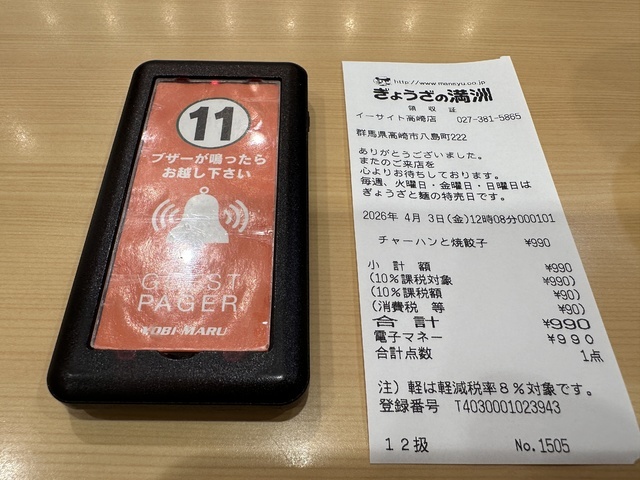 11
ブザーが鳴ったら
お越し下さい
GUEST
PAGER
YOBI-MARU
http://www.mansyu.co.jp
ぎょうざの満洲
領収証
イーサイト高崎店 027-381-5865
群馬県高崎市八島町222
ありがとうございました。
またのご来店を
心よりお待ちしております。
毎週、火曜日・金曜日・日曜日は
ぎょうざと麺の特売日です。
2026年 4月 3日(金)12時08分000101
チャーハンと焼餃子 ¥990
小計額 ¥990
(10%課税対象 ¥990)
(10%課税額 ¥90)
(消費税 等 ¥90)
合計 ¥990
電子マネー ¥990
合計点数 1点
注）軽は軽減税率8%対象です。
登録番号 T4030001023943
12扱 No.1505